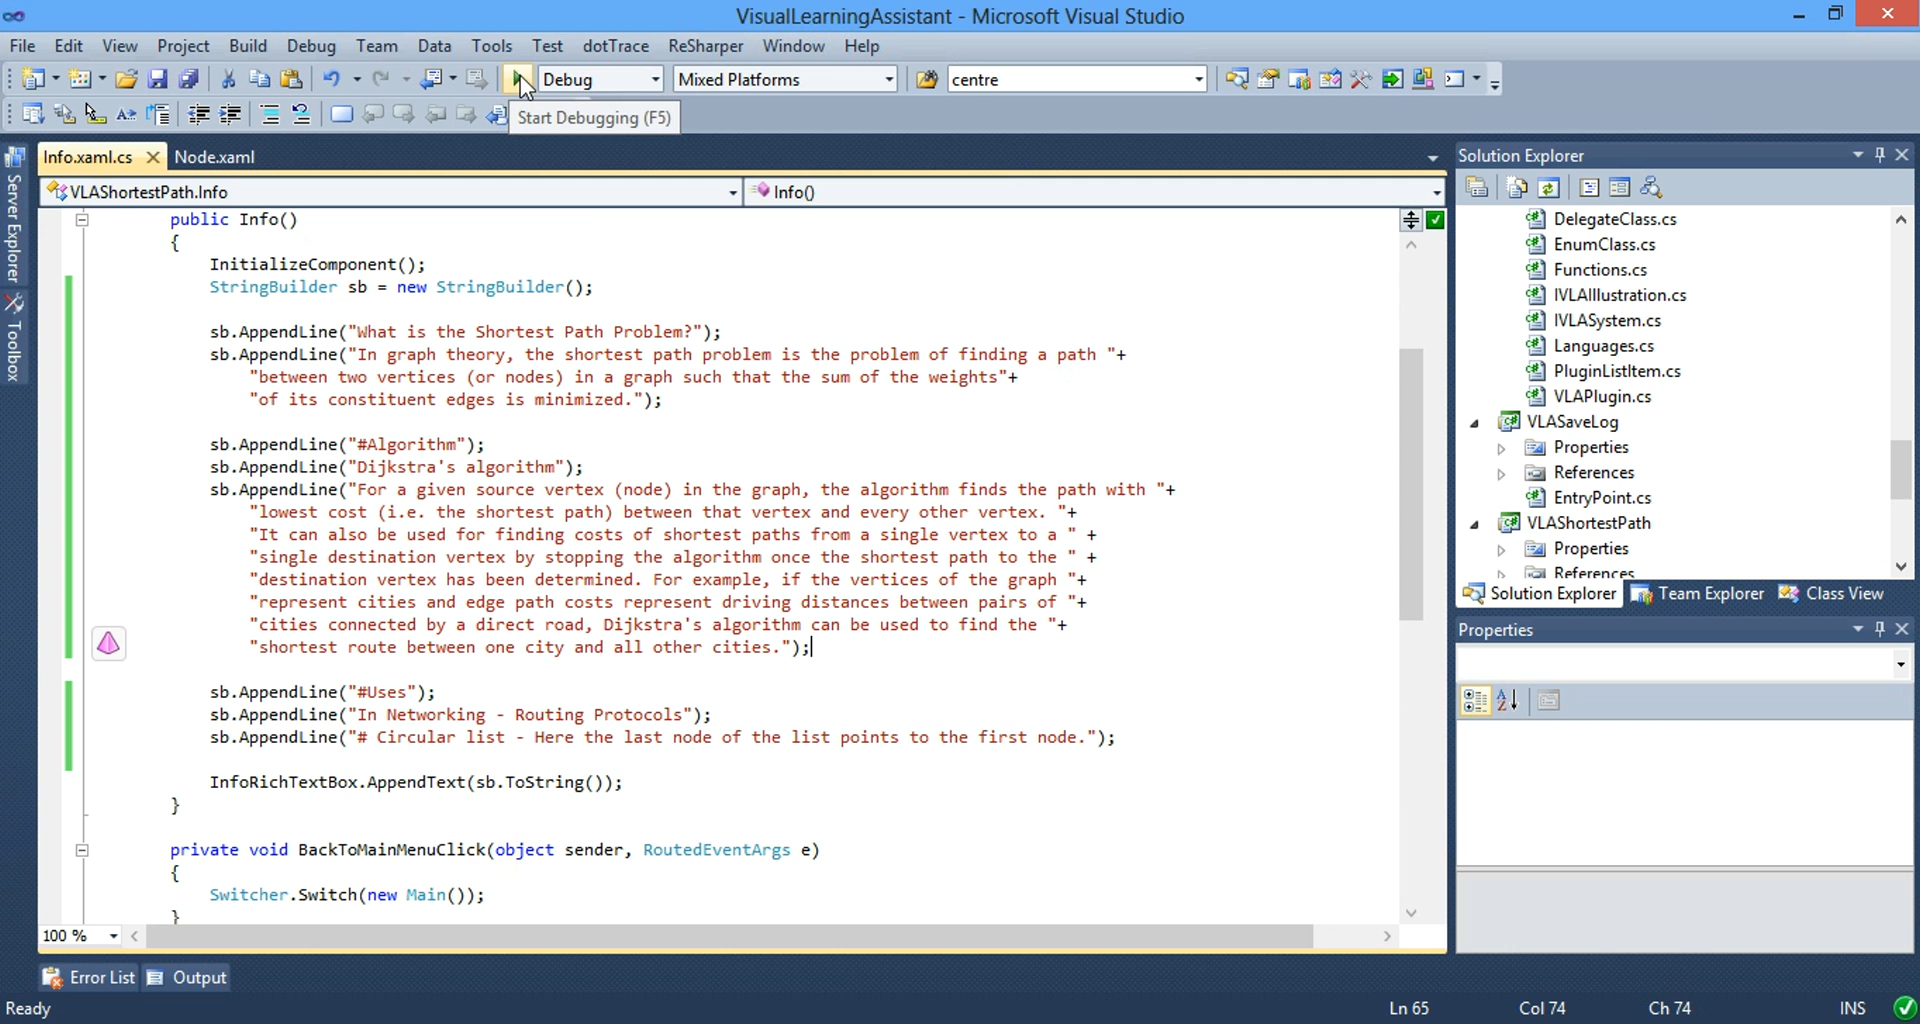 VisualLearningAssistant - Microsoft Visual Studio
File Edit View Project Build Debug Team Data Tools Test dotTrace ReSharper Window Help
Debug Mixed Platforms centre
Start Debugging (F5)
Info.xaml.cs Node.xaml
VLAShortestPath.Info Info()
Server Explorer
Toolbox
public Info()
{
InitializeComponent();
StringBuilder sb = new StringBuilder();
sb.AppendLine("What is the Shortest Path Problem?");
sb.AppendLine("In graph theory, the shortest path problem is the problem of finding a path "+
"between two vertices (or nodes) in a graph such that the sum of the weights"+
"of its constituent edges is minimized.");
sb.AppendLine("#Algorithm");
sb.AppendLine("Dijkstra's algorithm");
sb.AppendLine("For a given source vertex (node) in the graph, the algorithm finds the path with "+
"lowest cost (i.e. the shortest path) between that vertex and every other vertex. "+
"It can also be used for finding costs of shortest paths from a single vertex to a " +
"single destination vertex by stopping the algorithm once the shortest path to the " +
"destination vertex has been determined. For example, if the vertices of the graph "+
"represent cities and edge path costs represent driving distances between pairs of "+
"cities connected by a direct road, Dijkstra's algorithm can be used to find the "+
"shortest route between one city and all other cities.");
sb.AppendLine("#Uses");
sb.AppendLine("In Networking - Routing Protocols");
sb.AppendLine("# Circular list - Here the last node of the list points to the first node.");
InfoRichTextBox.AppendText(sb.ToString());
}
private void BackToMainMenuClick(object sender, RoutedEventArgs e)
{
Switcher.Switch(new Main());
}
100 %
Solution Explorer
DelegateClass.cs
EnumClass.cs
Functions.cs
IVLAIllustration.cs
IVLASystem.cs
Languages.cs
PluginListItem.cs
VLAPlugin.cs
VLASaveLog
Properties
References
EntryPoint.cs
VLAShortestPath
Properties
References
Solution Explorer Team Explorer Class View
Properties
Error List Output
Ready Ln 65 Col 74 Ch 74 INS